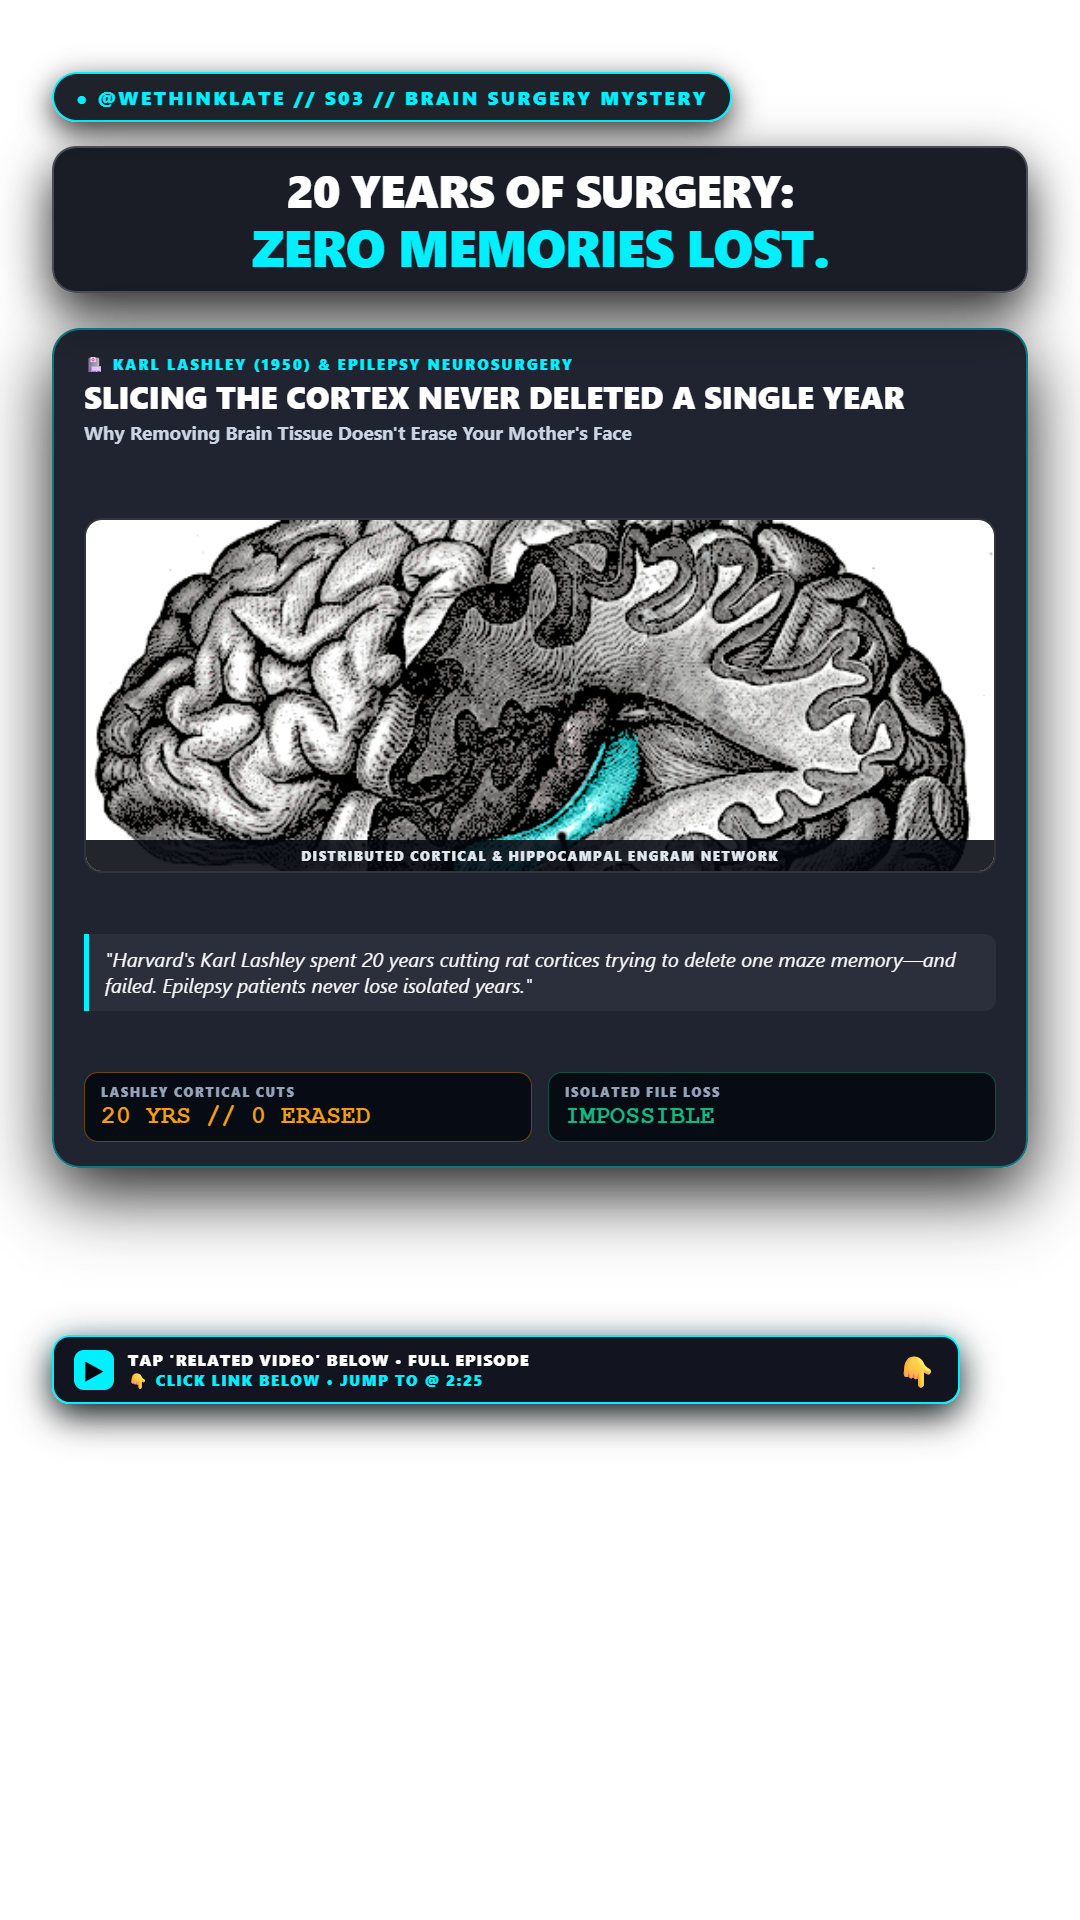 • @WETHINKLATE // S03 // BRAIN SURGERY MYSTERY
20 YEARS OF SURGERY:
ZERO MEMORIES LOST.
KARL LASHLEY (1950) & EPILEPSY NEUROSURGERY
SLICING THE CORTEX NEVER DELETED A SINGLE YEAR
Why Removing Brain Tissue Doesn't Erase Your Mother's Face
DISTRIBUTED CORTICAL & HIPPOCAMPAL ENGRAM NETWORK
"Harvard's Karl Lashley spent 20 years cutting rat cortices trying to delete one maze memory—and
failed. Epilepsy patients never lose isolated years."
LASHLEY CORTICAL CUTS
20 YRS // 0 ERASED
ISOLATED FILE LOSS
IMPOSSIBLE
TAP 'RELATED VIDEO' BELOW • FULL EPISODE
👇 CLICK LINK BELOW • JUMP TO @ 2:25